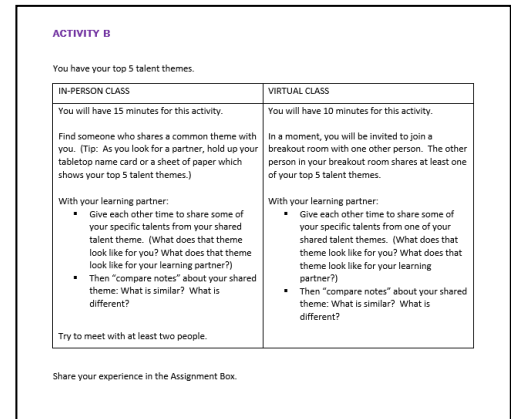 ACTIVITY B
You have your top 5 talent themes.
IN-PERSON CLASS
You will have 15 minutes for this activity.
Find someone who shares a common theme with
you. (Tip: As you look for a partner, hold up your
tabletop name card or a sheet of paper which
shows your top 5 talent themes.)
With your learning partner:
▪ Give each other time to share some of
your specific talents from your shared
talent theme. (What does that theme
look like for you? What does that theme
look like for your learning partner?)
▪ Then “compare notes” about your shared
theme: What is similar? What is
different?
Try to meet with at least two people.
VIRTUAL CLASS
You will have 10 minutes for this activity.
In a moment, you will be invited to join a
breakout room with one other person. The other
person in your breakout room shares at least one
of your top 5 talent themes.
With your learning partner:
▪ Give each other time to share some of
your specific talents from one of your
shared talent themes. (What does that
theme look like for you? What does that
theme look like for your learning
partner?)
▪ Then “compare notes” about your shared
theme: What is similar? What is
different?
Share your experience in the Assignment Box.